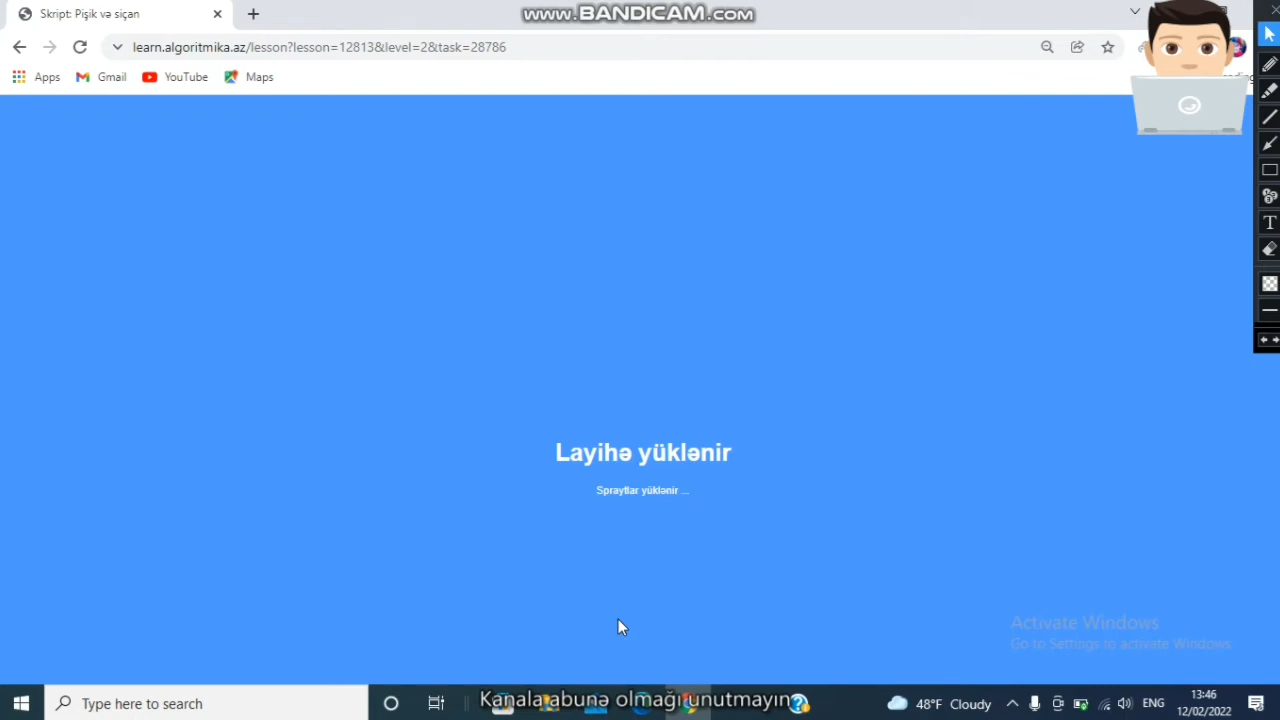 Skript: Pişik və siçan
www.BANDICAM.com
learn.algoritmika.az/lesson?lesson=12813&level=2&task=28786
Apps
Gmail
YouTube
Maps
Layihə yüklənir
Spraytlar yüklənir ...
Activate Windows
Go to Settings to activate Windows.
Type here to search
Kanala abunə olmağı unutmayın
48°F Cloudy
ENG
13:46
12/02/2022